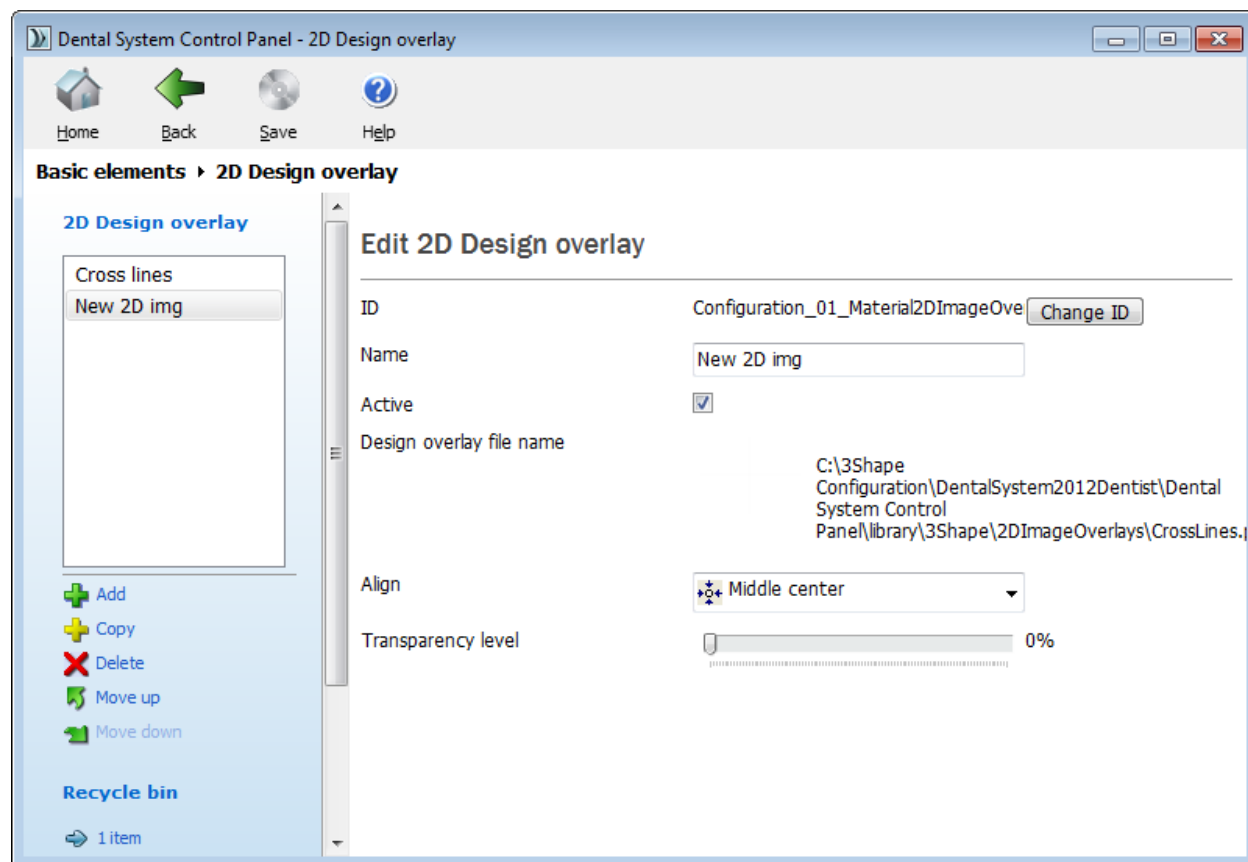 Dental System Control Panel - 2D Design overlay
Home Back Save Help
Basic elements ▸ 2D Design overlay
2D Design overlay
Cross lines
New 2D img
Add
Copy
Delete
Move up
Move down
Recycle bin
1 item
Edit 2D Design overlay
ID Configuration_01_Material2DImageOve Change ID
Name New 2D img
Active
Design overlay file name
C:\3Shape
Configuration\DentalSystem2012Dentist\Dental
System Control
Panel\library\3Shape\2DImageOverlays\CrossLines.p
Align Middle center
Transparency level 0%